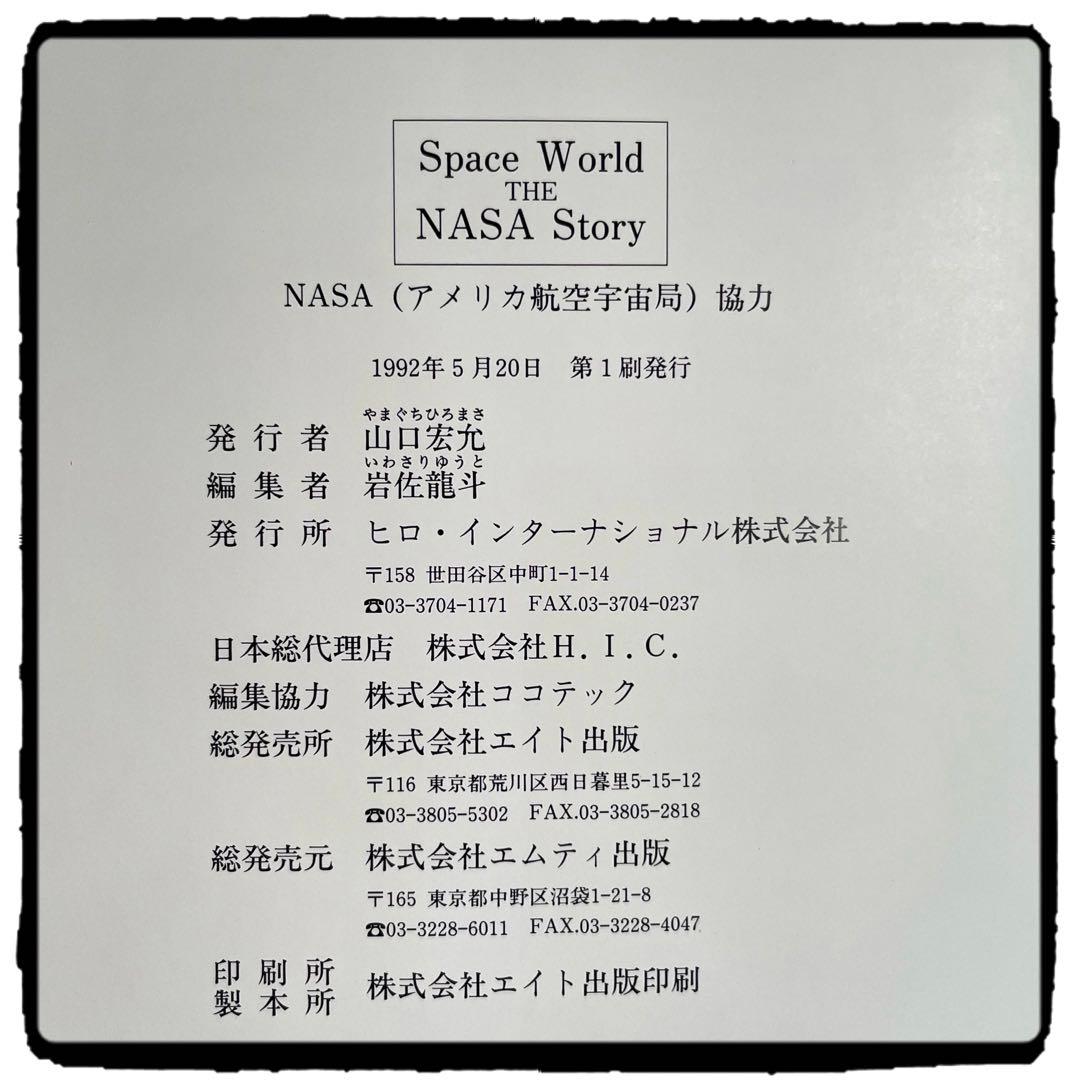 Space World
THE
NASA Story
NASA（アメリカ航空宇宙局）協力
1992年5月20日　第1刷発行
やまぐちひろまさ
発行者　山口宏允
いわさりゆうと
編集者　岩佐龍斗
発行所　ヒロ・インターナショナル株式会社
〒158 世田谷区中町1-1-14
☎03-3704-1171　FAX.03-3704-0237
日本総代理店　株式会社H.I.C.
編集協力　株式会社ココテック
総発売所　株式会社エイト出版
〒116 東京都荒川区西日暮里5-15-12
☎03-3805-5302　FAX.03-3805-2818
総発売元　株式会社エムティ出版
〒165 東京都中野区沼袋1-21-8
☎03-3228-6011　FAX.03-3228-4047
印刷所
製本所　株式会社エイト出版印刷